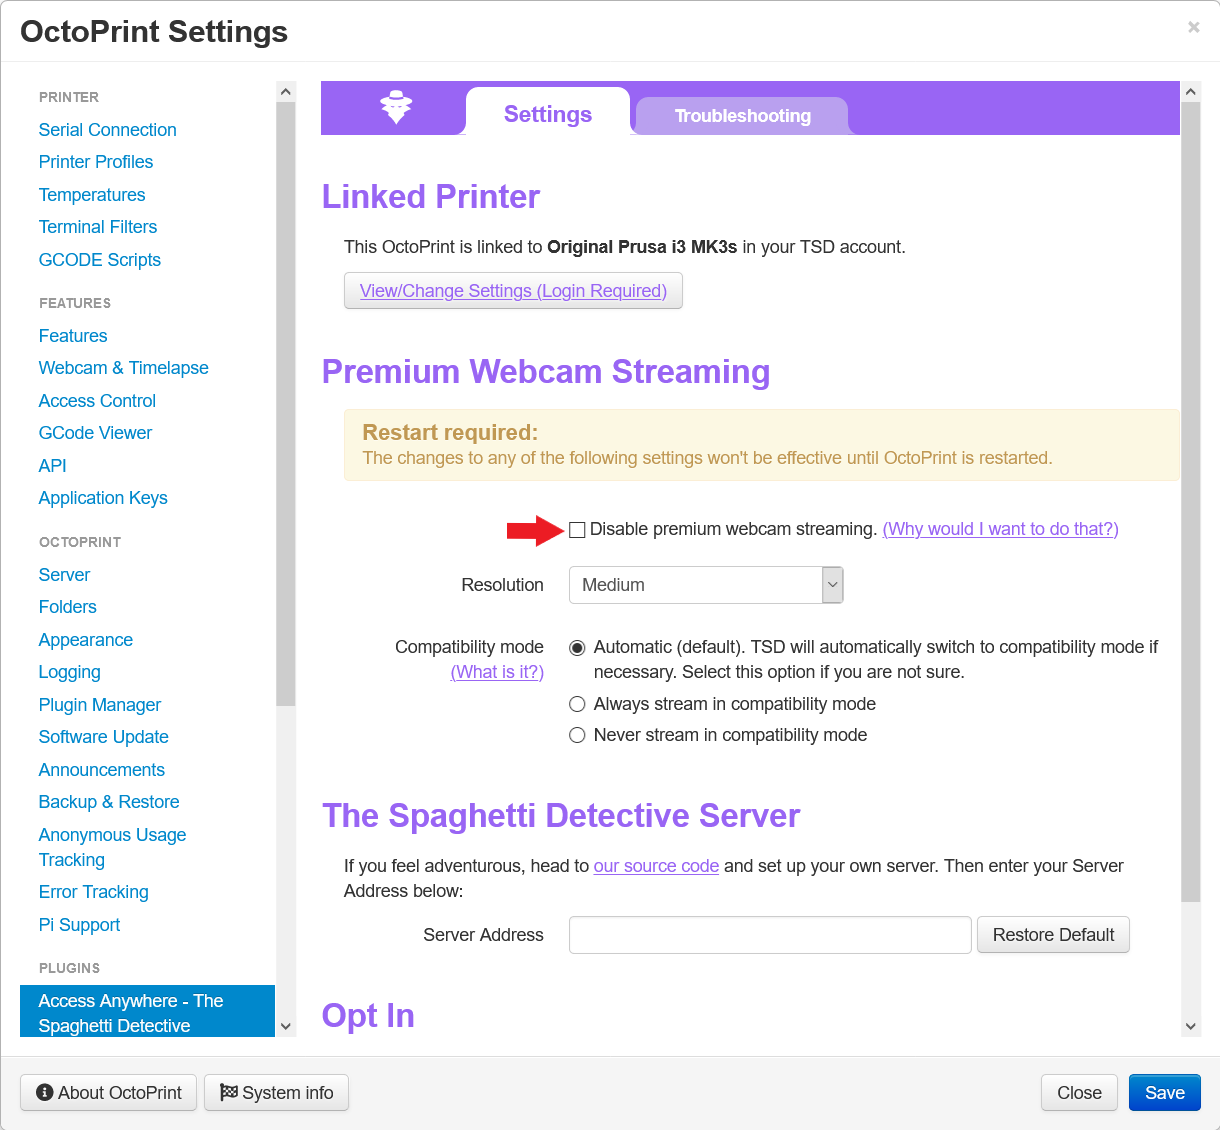 OctoPrint Settings
×
PRINTER
Serial Connection
Printer Profiles
Temperatures
Terminal Filters
GCODE Scripts
FEATURES
Features
Webcam & Timelapse
Access Control
GCode Viewer
API
Application Keys
OCTOPRINT
Server
Folders
Appearance
Logging
Plugin Manager
Software Update
Announcements
Backup & Restore
Anonymous Usage
Tracking
Error Tracking
Pi Support
PLUGINS
Access Anywhere - The
Spaghetti Detective
Settings
Troubleshooting
Linked Printer
This OctoPrint is linked to Original Prusa i3 MK3s in your TSD account.
View/Change Settings (Login Required)
Premium Webcam Streaming
Restart required:
The changes to any of the following settings won't be effective until OctoPrint is restarted.
Disable premium webcam streaming. (Why would I want to do that?)
Resolution
Medium
Compatibility mode
(What is it?)
Automatic (default). TSD will automatically switch to compatibility mode if
necessary. Select this option if you are not sure.
Always stream in compatibility mode
Never stream in compatibility mode
The Spaghetti Detective Server
If you feel adventurous, head to our source code and set up your own server. Then enter your Server
Address below:
Server Address
Restore Default
Opt In
About OctoPrint
System info
Close
Save